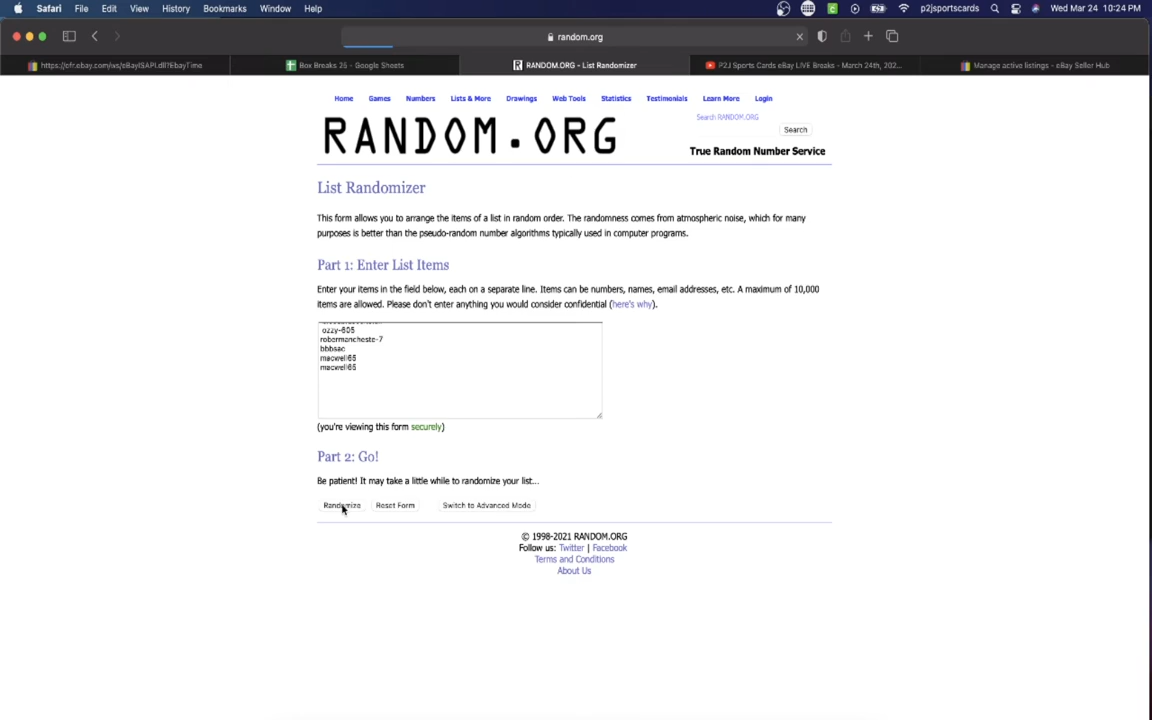 Safari File Edit View History Bookmarks Window Help p2jsportscards Wed Mar 24 10:24 PM
random.org
https://ofr.ebay.com/ws/eBayISAPI.dll?EbayTime Box Breaks 25 - Google Sheets RANDOM.ORG - List Randomizer P2J Sports Cards eBay LIVE Breaks - March 24th, 202... Manage active listings - eBay Seller Hub
Home Games Numbers Lists & More Drawings Web Tools Statistics Testimonials Learn More Login
Search RANDOM.ORG
Search
RANDOM.ORG
True Random Number Service
List Randomizer
This form allows you to arrange the items of a list in random order. The randomness comes from atmospheric noise, which for many
purposes is better than the pseudo-random number algorithms typically used in computer programs.
Part 1: Enter List Items
Enter your items in the field below, each on a separate line. Items can be numbers, names, email addresses, etc. A maximum of 10,000
items are allowed. Please don't enter anything you would consider confidential (here's why).
ozzy-605
robermancheste-7
bbbsac
macwell65
macwell65
(you're viewing this form securely)
Part 2: Go!
Be patient! It may take a little while to randomize your list...
Randomize Reset Form Switch to Advanced Mode
© 1998-2021 RANDOM.ORG
Follow us: Twitter | Facebook
Terms and Conditions
About Us